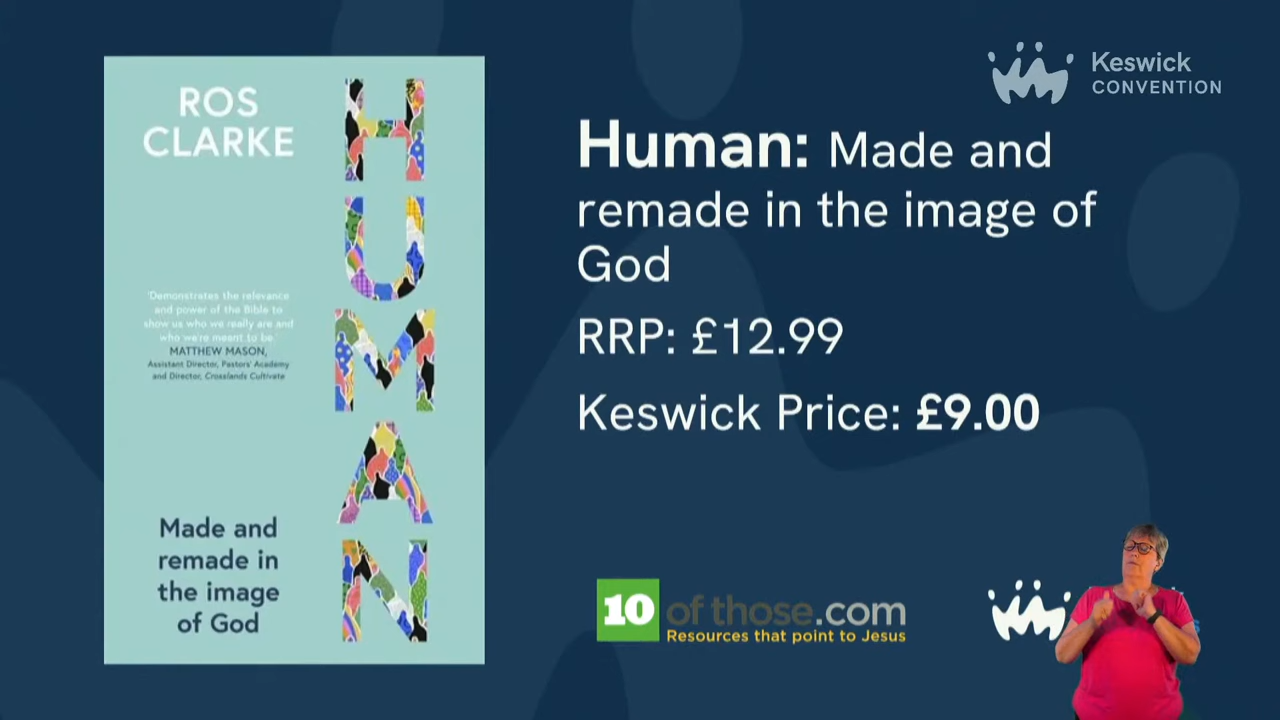 ROS
CLARKE
HUMAN
'Demonstrates the relevance
and power of the Bible to
show us who we really are and
who we're meant to be.'
MATTHEW MASON,
Assistant Director, Pastors' Academy
and Director, Crosslands Cultivate
Made and
remade in
the image
of God
Keswick
CONVENTION
Human: Made and
remade in the image of
God
RRP: £12.99
Keswick Price: £9.00
10 of those.com
Resources that point to Jesus